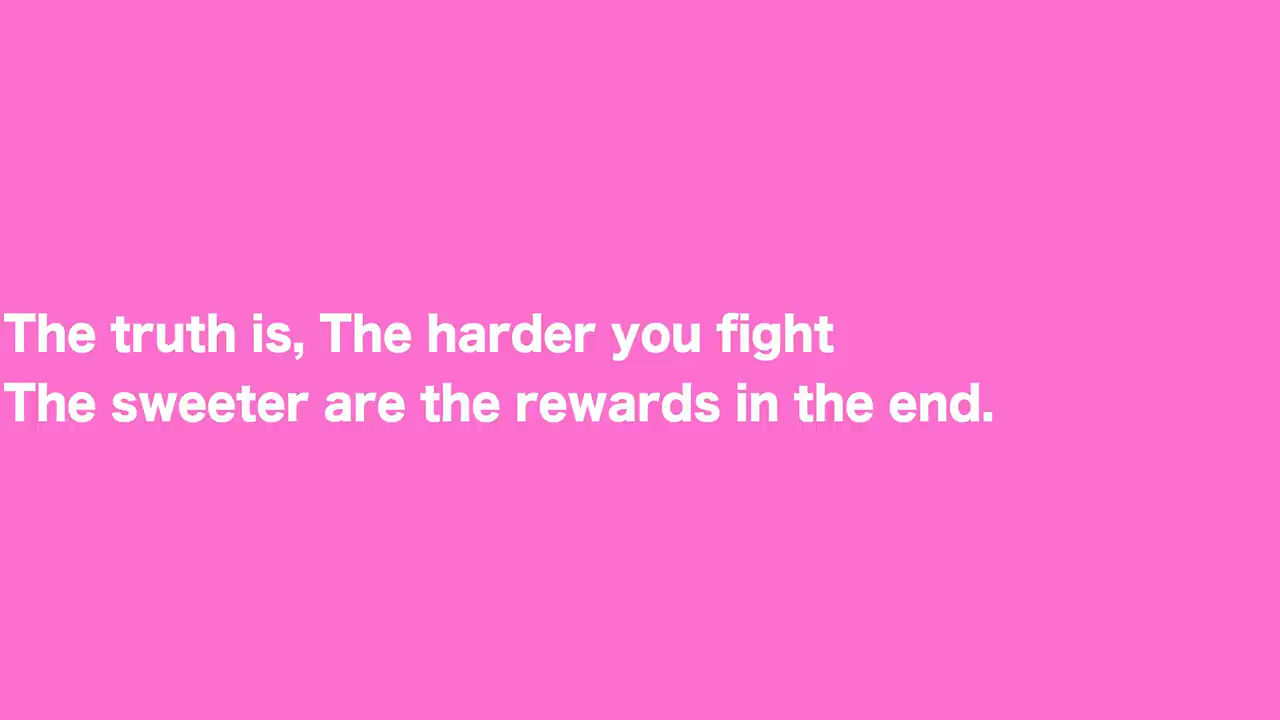 The truth is, The harder you fight
The sweeter are the rewards in the end.